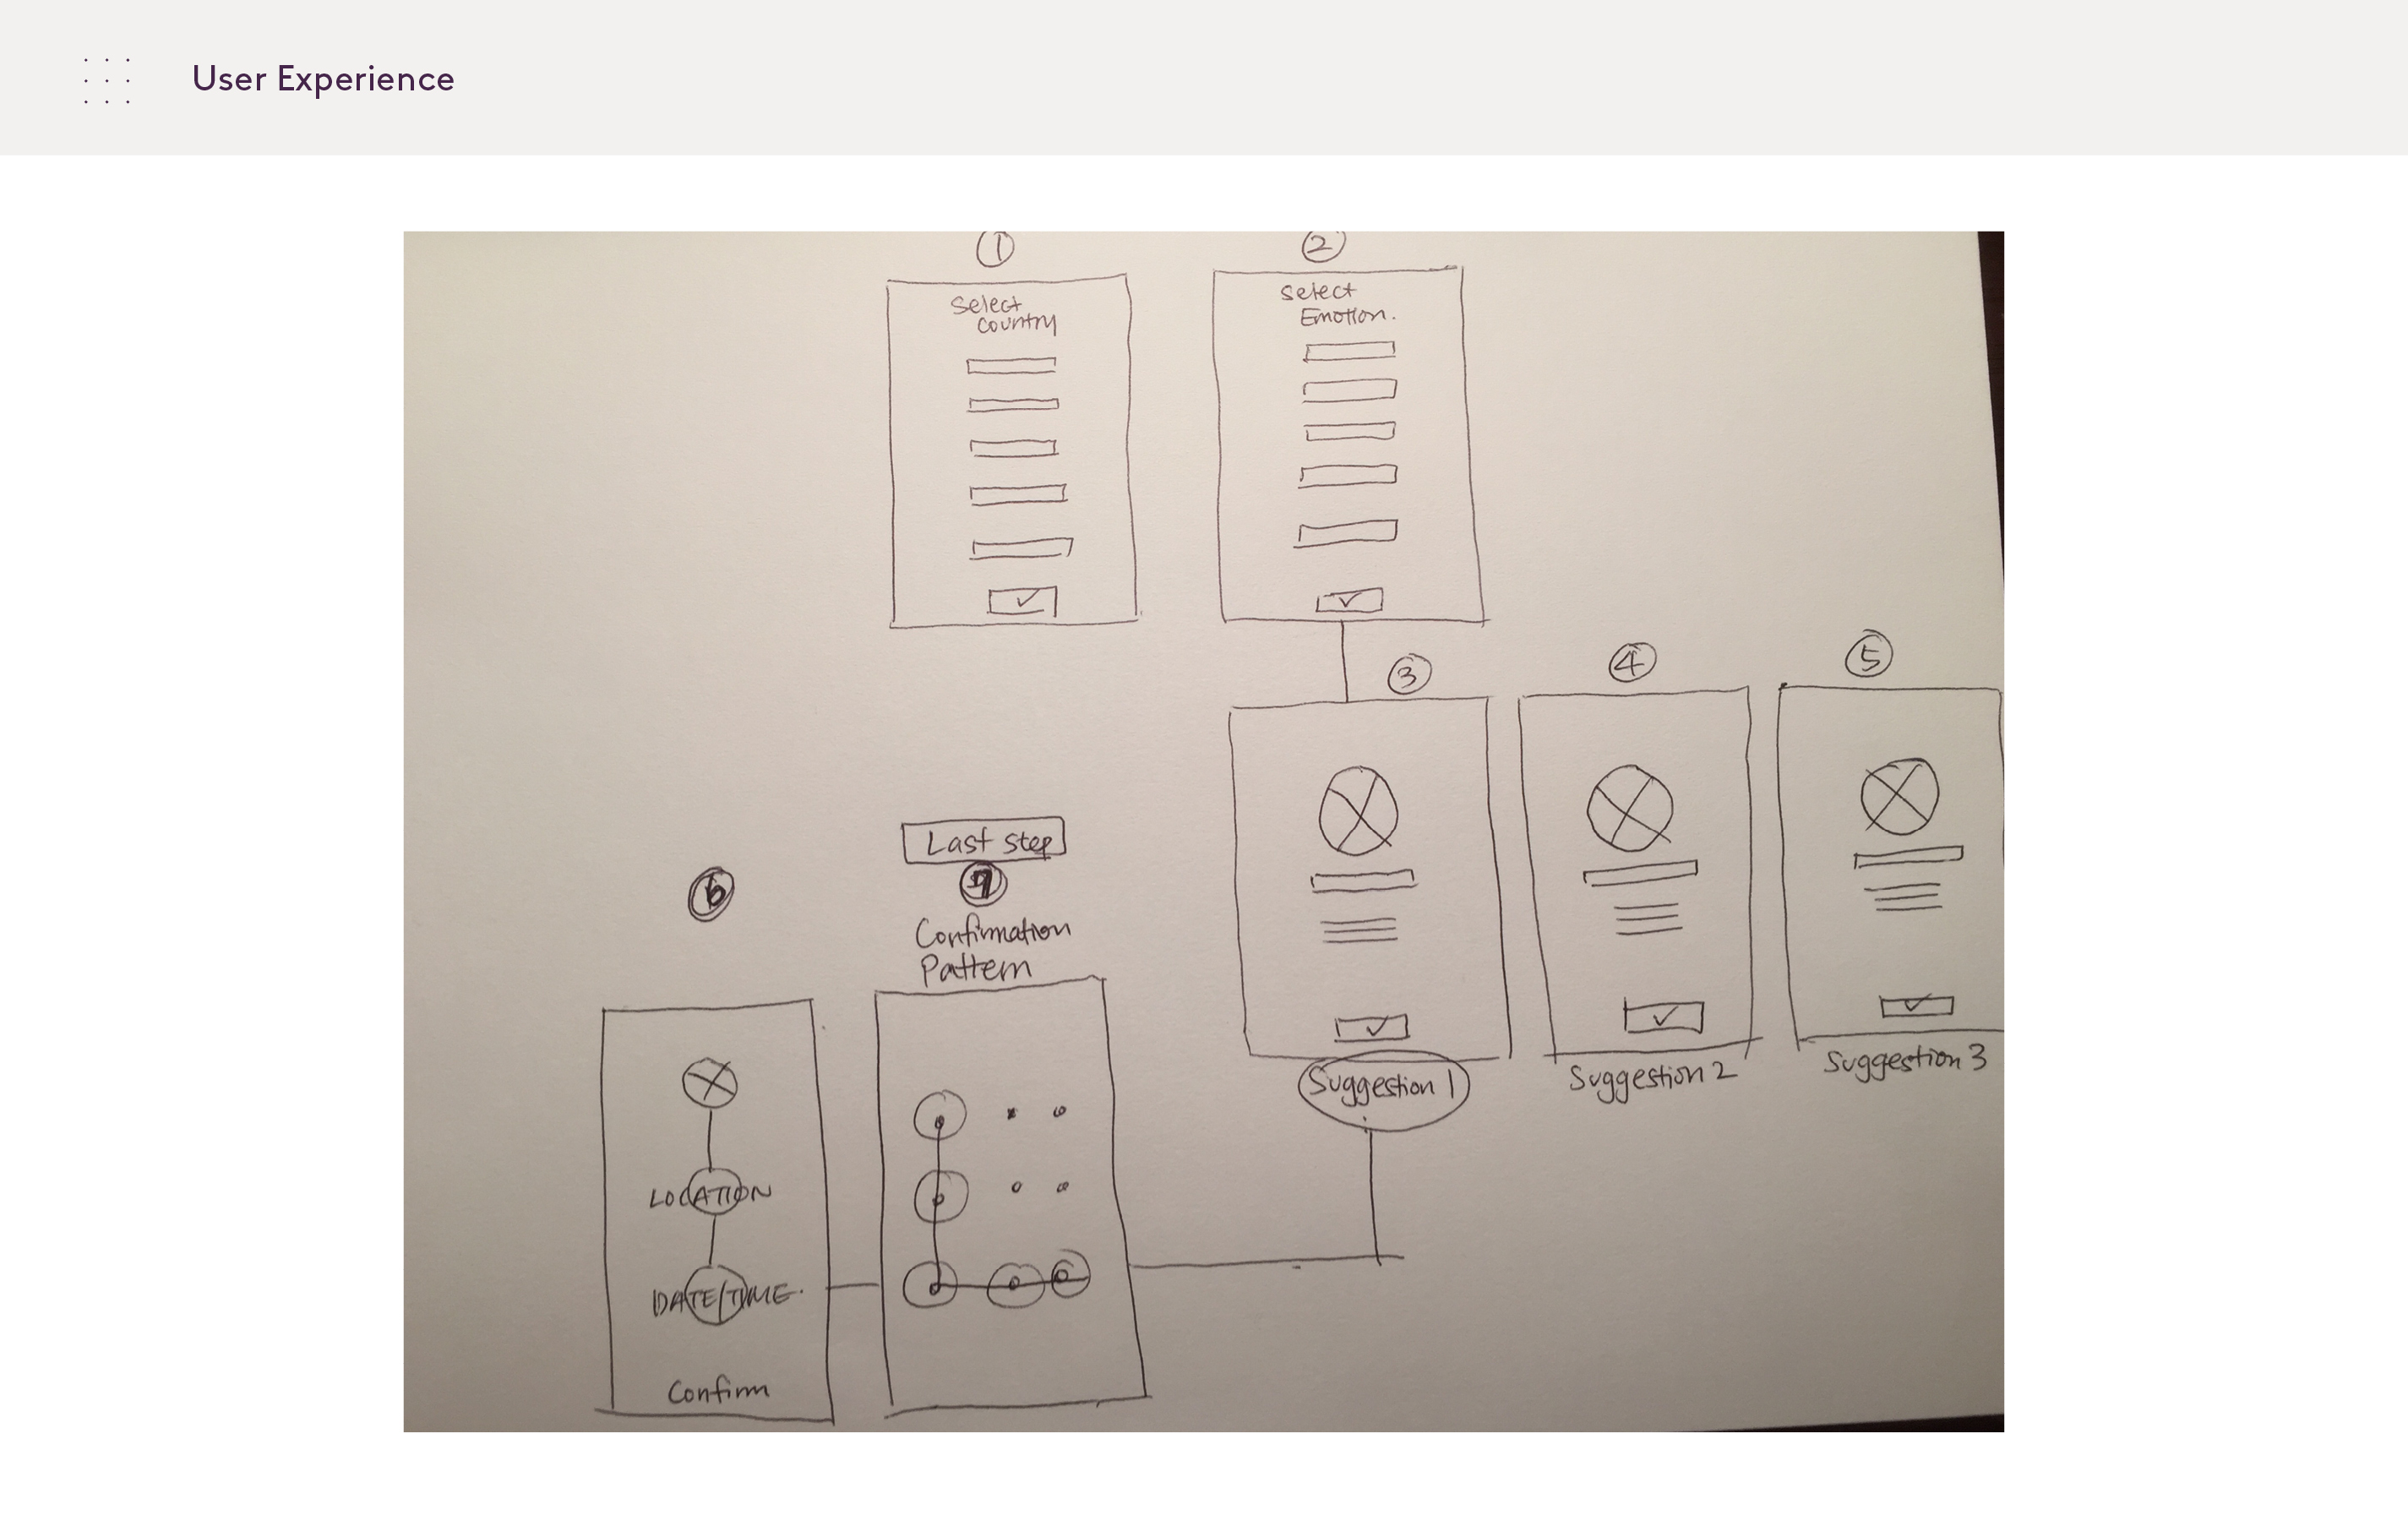 User Experience
1
2
Select
Country
Select
Emotion.
3
4
5
Last step
6
7
Confirmation
Pattern
Suggestion 1
Suggestion 2
Suggestion 3
LOCATION
DATE/TIME.
Confirm